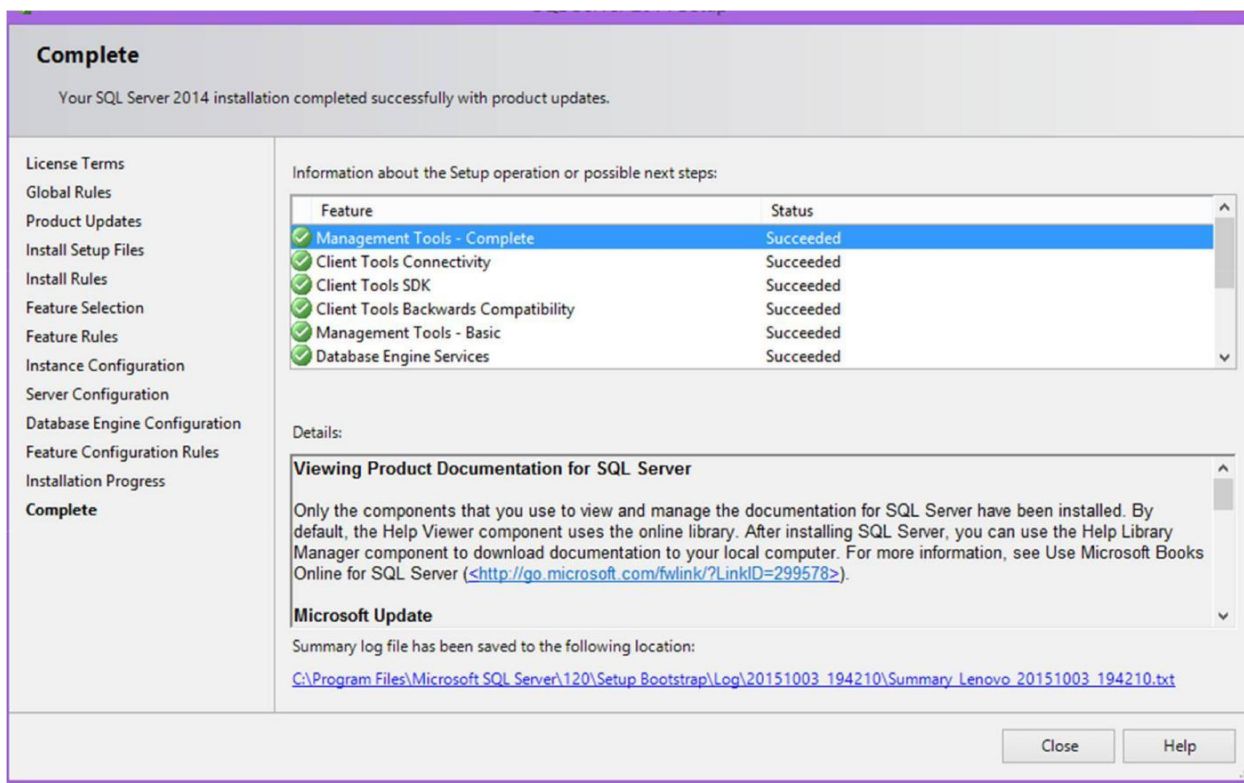 Complete
Your SQL Server 2014 installation completed successfully with product updates.
License Terms
Global Rules
Product Updates
Install Setup Files
Install Rules
Feature Selection
Feature Rules
Instance Configuration
Server Configuration
Database Engine Configuration
Feature Configuration Rules
Installation Progress
Complete
Information about the Setup operation or possible next steps:
Feature Status
Management Tools - Complete Succeeded
Client Tools Connectivity Succeeded
Client Tools SDK Succeeded
Client Tools Backwards Compatibility Succeeded
Management Tools - Basic Succeeded
Database Engine Services Succeeded
Details:
Viewing Product Documentation for SQL Server
Only the components that you use to view and manage the documentation for SQL Server have been installed. By
default, the Help Viewer component uses the online library. After installing SQL Server, you can use the Help Library
Manager component to download documentation to your local computer. For more information, see Use Microsoft Books
Online for SQL Server (<http://go.microsoft.com/fwlink/?LinkID=299578>).
Microsoft Update
Summary log file has been saved to the following location:
C:\Program Files\Microsoft SQL Server\120\Setup Bootstrap\Log\20151003_194210\Summary_Lenovo_20151003_194210.txt
Close Help